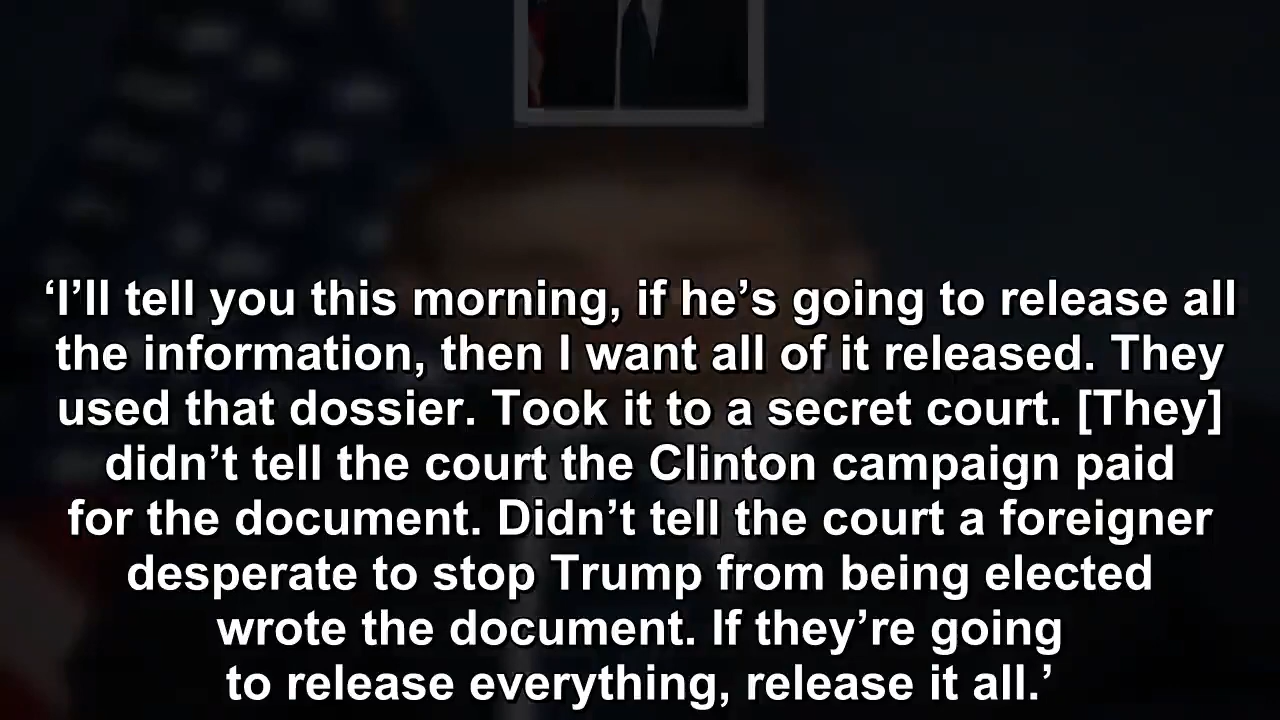 ‘I’ll tell you this morning, if he’s going to release all
the information, then I want all of it released. They
used that dossier. Took it to a secret court. [They]
didn’t tell the court the Clinton campaign paid
for the document. Didn’t tell the court a foreigner
desperate to stop Trump from being elected
wrote the document. If they’re going
to release everything, release it all.’